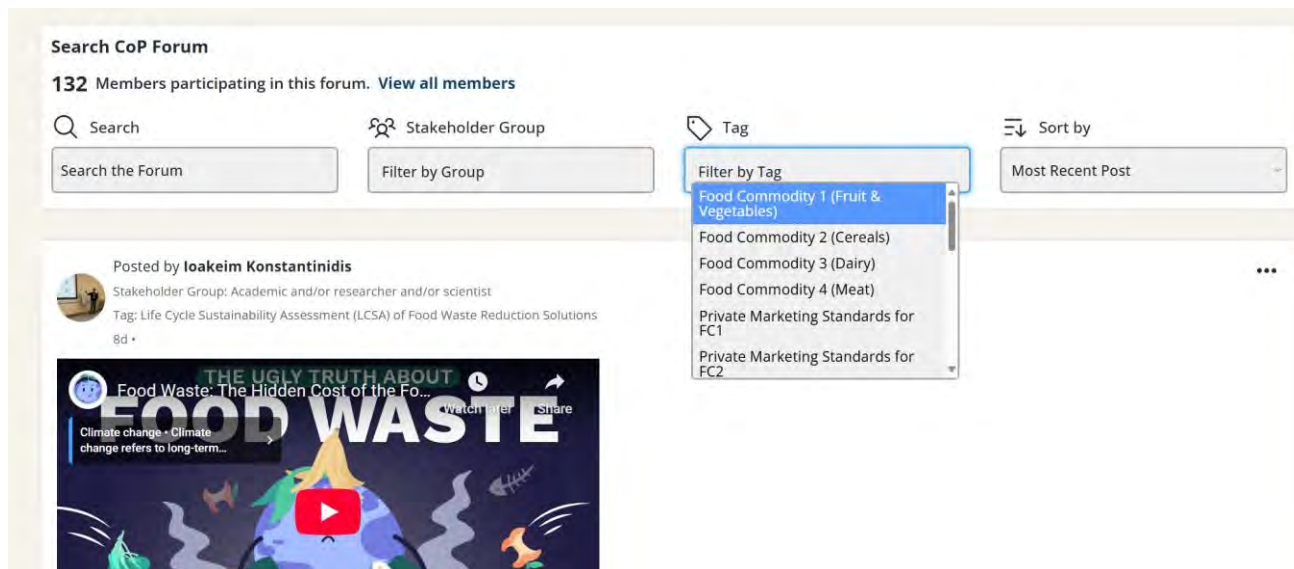 Search CoP Forum
132 Members participating in this forum. View all members
Search
Stakeholder Group
Tag
Sort by
Search the Forum
Filter by Group
Filter by Tag
Most Recent Post
Food Commodity 1 (Fruit &
Vegetables)
Food Commodity 2 (Cereals)
Food Commodity 3 (Dairy)
Food Commodity 4 (Meat)
Private Marketing Standards for
FC1
Private Marketing Standards for
FC2
Posted by Ioakeim Konstantinidis
Stakeholder Group: Academic and/or researcher and/or scientist
Tag: Life Cycle Sustainability Assessment (LCSA) of Food Waste Reduction Solutions
8d •
THE UGLY TRUTH ABOUT
Food Waste: The Hidden Cost of the Fo...
Watch later
Share
FOOD WASTE
Climate change • Climate
change refers to long-term...